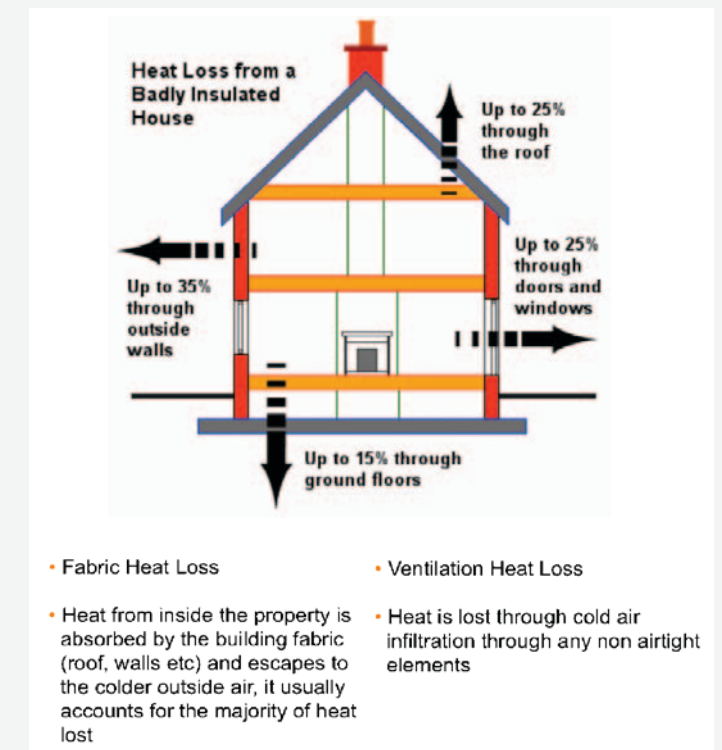 Heat Loss from a
Badly Insulated
House
Up to 25%
through
the roof
Up to 35%
through
outside
walls
Up to 25%
through
doors and
windows
Up to 15% through
ground floors
• Fabric Heat Loss
• Heat from inside the property is
absorbed by the building fabric
(roof, walls etc) and escapes to
the colder outside air, it usually
accounts for the majority of heat
lost
• Ventilation Heat Loss
• Heat is lost through cold air
infiltration through any non airtight
elements